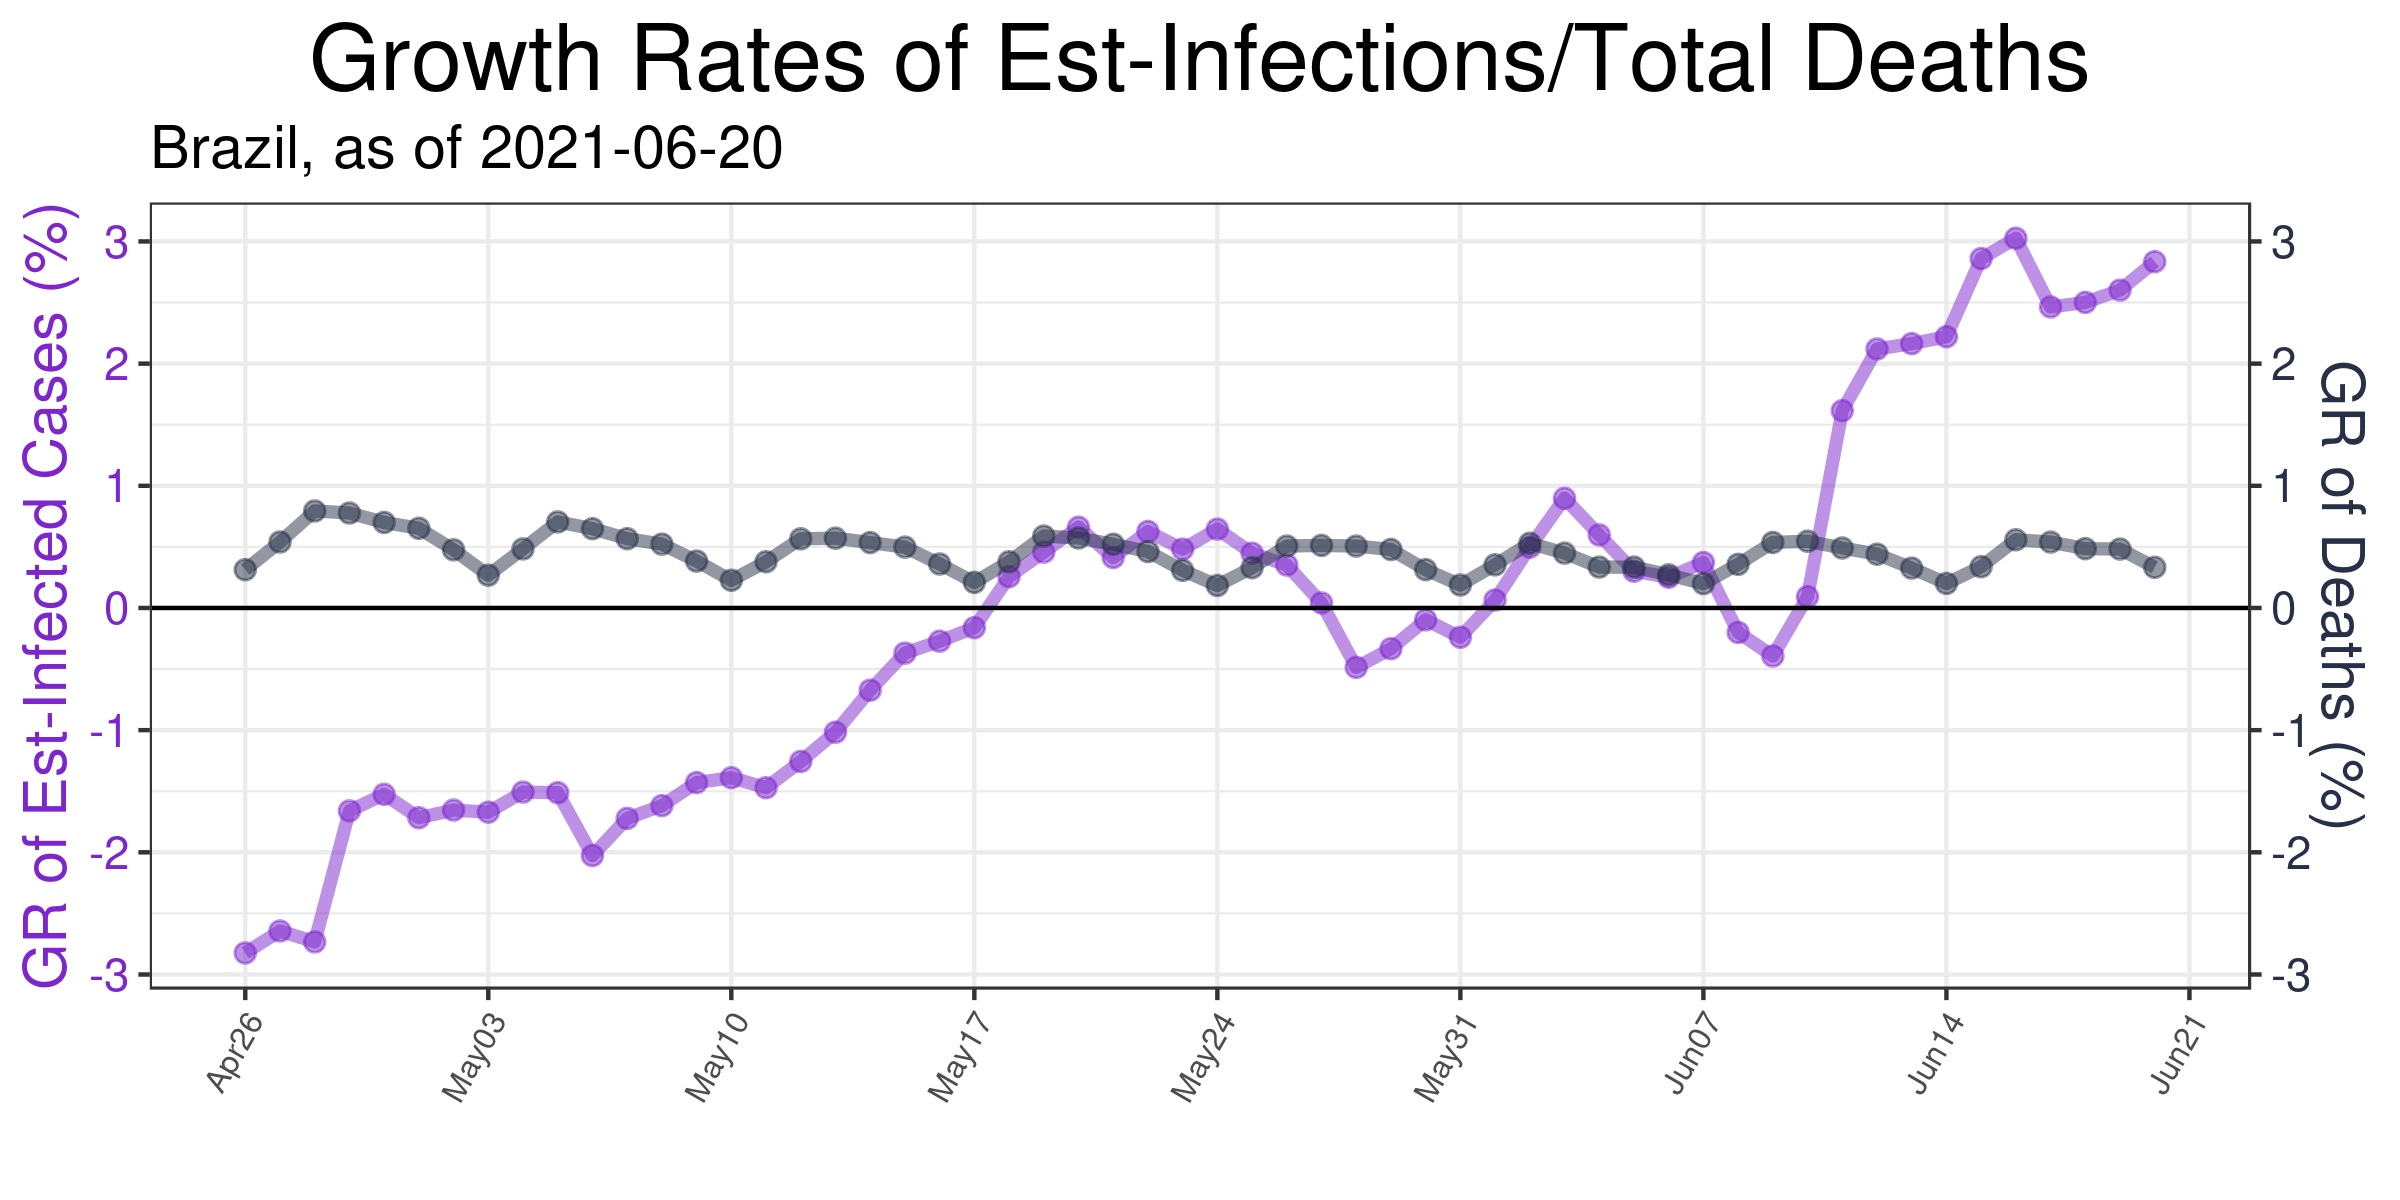 Growth Rates of Est-Infections/Total Deaths
Brazil, as of 2021-06-20
GR of Est-Infected Cases (%)
3
2
1
0
-1
-2
-3
3
2
1
0
-1
-2
-3
GR of Deaths (%)
Apr26
May03
May10
May17
May24
May31
Jun07
Jun14
Jun21